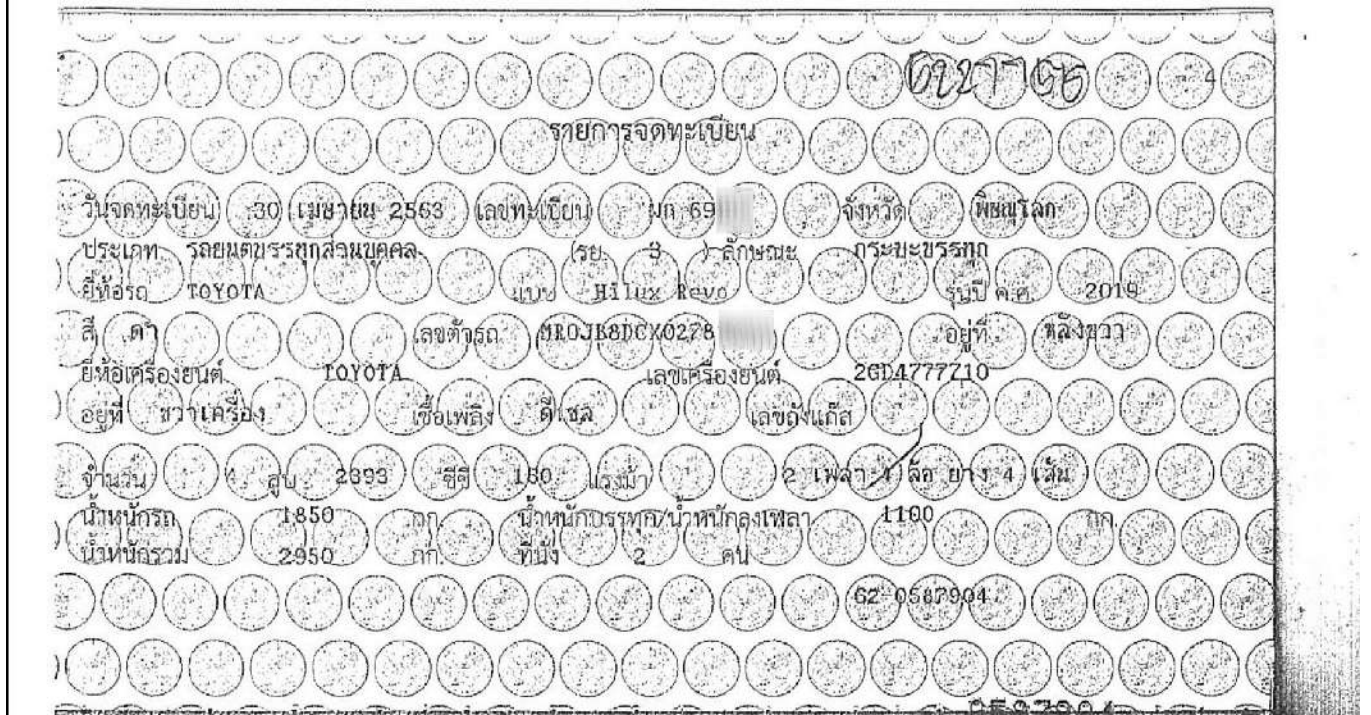 5227756 4
รายการจดทะเบียน
วันจดทะเบียน 30 เมษายน 2563 เลขทะเบียน ผก 69 จังหวัด พิษณุโลก
ประเภท รถยนต์บรรทุกส่วนบุคคล (รย. 3 ) ลักษณะ กระบะบรรทุก
ยี่ห้อรถ TOYOTA แบบ Hilux Revo รุ่นปี ค.ศ. 2019
สี ดำ เลขตัวรถ MR0JB8DCX0278 อยู่ที่ หลังขวา
ยี่ห้อเครื่องยนต์ TOYOTA เลขเครื่องยนต์ 2GD4777710
อยู่ที่ ขวาเครื่อง เชื้อเพลิง ดีเซล เลขถังแก๊ส
จำนวน 4 สูบ 2393 ซีซี 150 แรงม้า 2 เพลา 4 ล้อ ยาง 4 เส้น
น้ำหนักรถ 1850 กก. น้ำหนักบรรทุก/น้ำหนักลงเพลา 1100 กก.
น้ำหนักรวม 2950 กก. ที่นั่ง 2 คน
62-0587904